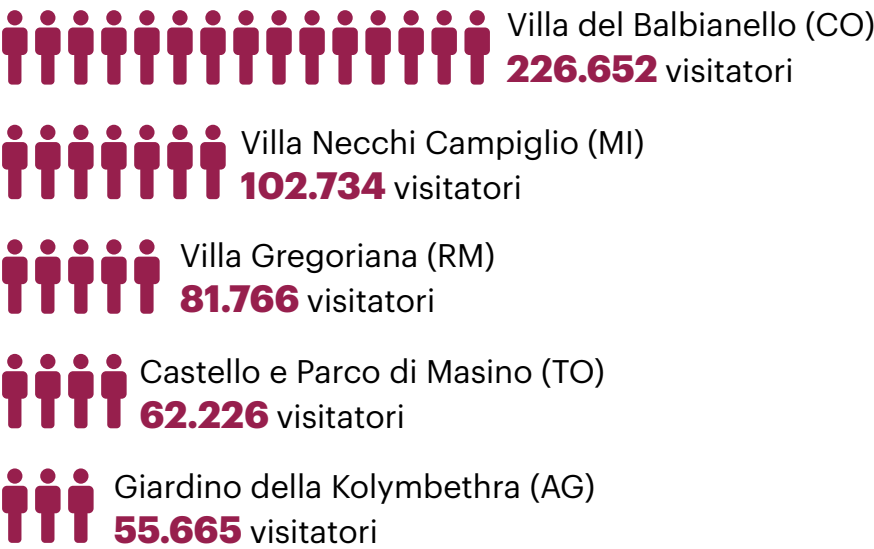 Villa del Balbianello (CO)
226.652 visitatori
Villa Necchi Campiglio (MI)
102.734 visitatori
Villa Gregoriana (RM)
81.766 visitatori
Castello e Parco di Masino (TO)
62.226 visitatori
Giardino della Kolymbethra (AG)
55.665 visitatori